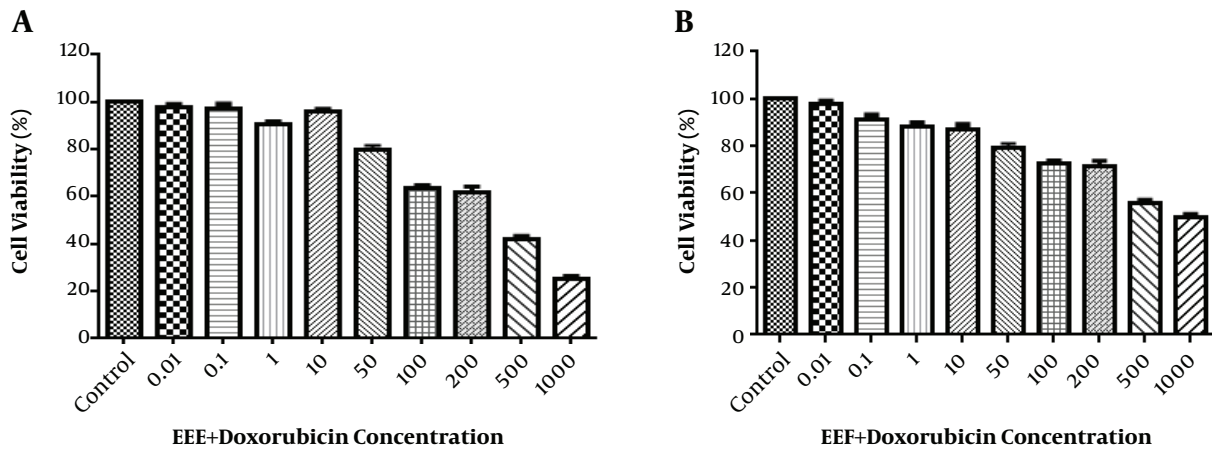 A
120
100
80
60
40
20
0
Cell Viability (%)
Control 0.01 0.1 1 10 50 100 200 500 1000
EEE+Doxorubicin Concentration
B
120
100
80
60
40
20
0
Cell Viability (%)
Control 0.01 0.1 1 10 50 100 200 500 1000
EEF+Doxorubicin Concentration